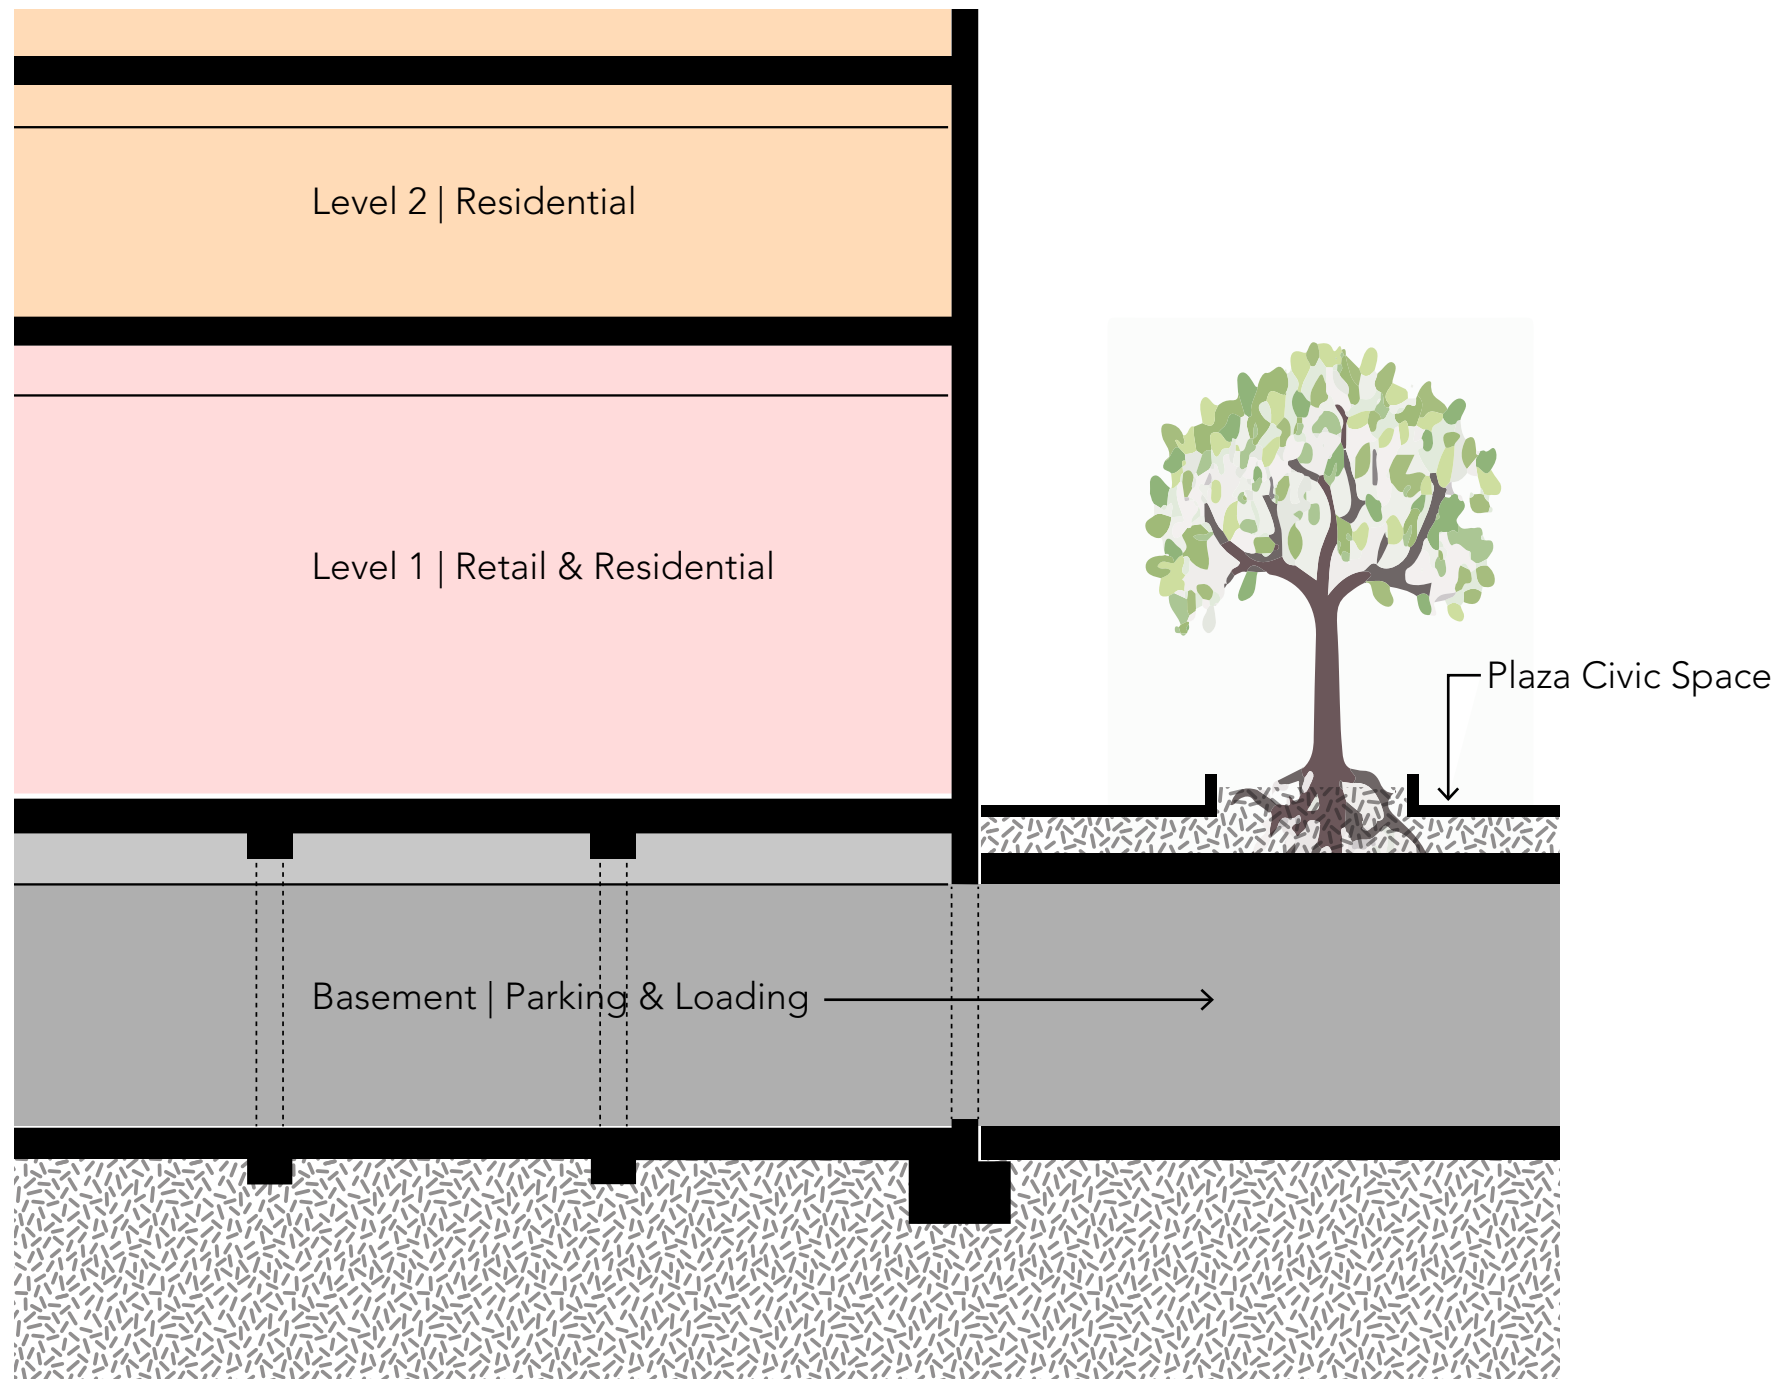 Level 2 | Residential
Level 1 | Retail & Residential
Plaza Civic Space
Basement | Parking & Loading